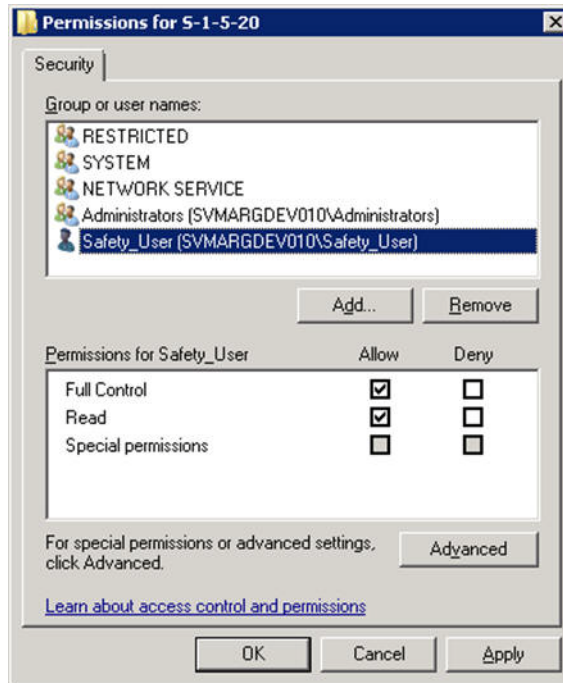 Permissions for S-1-5-20
Security
Group or user names:
RESTRICTED
SYSTEM
NETWORK SERVICE
Administrators (SVMARGDEV010\Administrators)
Safety_User (SVMARGDEV010\Safety_User)
Add... Remove
Permissions for Safety_User Allow Deny
Full Control
Read
Special permissions
For special permissions or advanced settings,
click Advanced. Advanced
Learn about access control and permissions
OK Cancel Apply